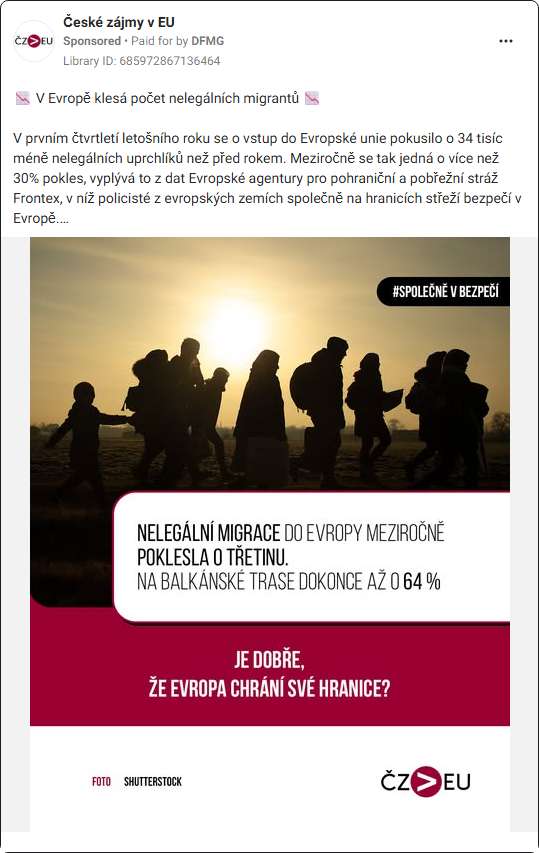 České zájmy v EU
Sponsored • Paid for by DFMG
Library ID: 685972867136464
V Evropě klesá počet nelegálních migrantů
V prvním čtvrtletí letošního roku se o vstup do Evropské unie pokusilo o 34 tisíc
méně nelegálních uprchlíků než před rokem. Meziročně se tak jedná o více než
30% pokles, vyplývá to z dat Evropské agentury pro pohraniční a pobřežní stráž
Frontex, v níž policisté z evropských zemích společně na hranicích střeží bezpečí v
Evropě....
#SPOLEČNĚ V BEZPEČÍ
NELEGÁLNÍ MIGRACE DO EVROPY MEZIROČNĚ
POKLESLA O TŘETINU.
NA BALKÁNSKÉ TRASE DOKONCE AŽ O 64 %
JE DOBŘE,
ŽE EVROPA CHRÁNÍ SVÉ HRANICE?
FOTO SHUTTERSTOCK
ČZ>EU